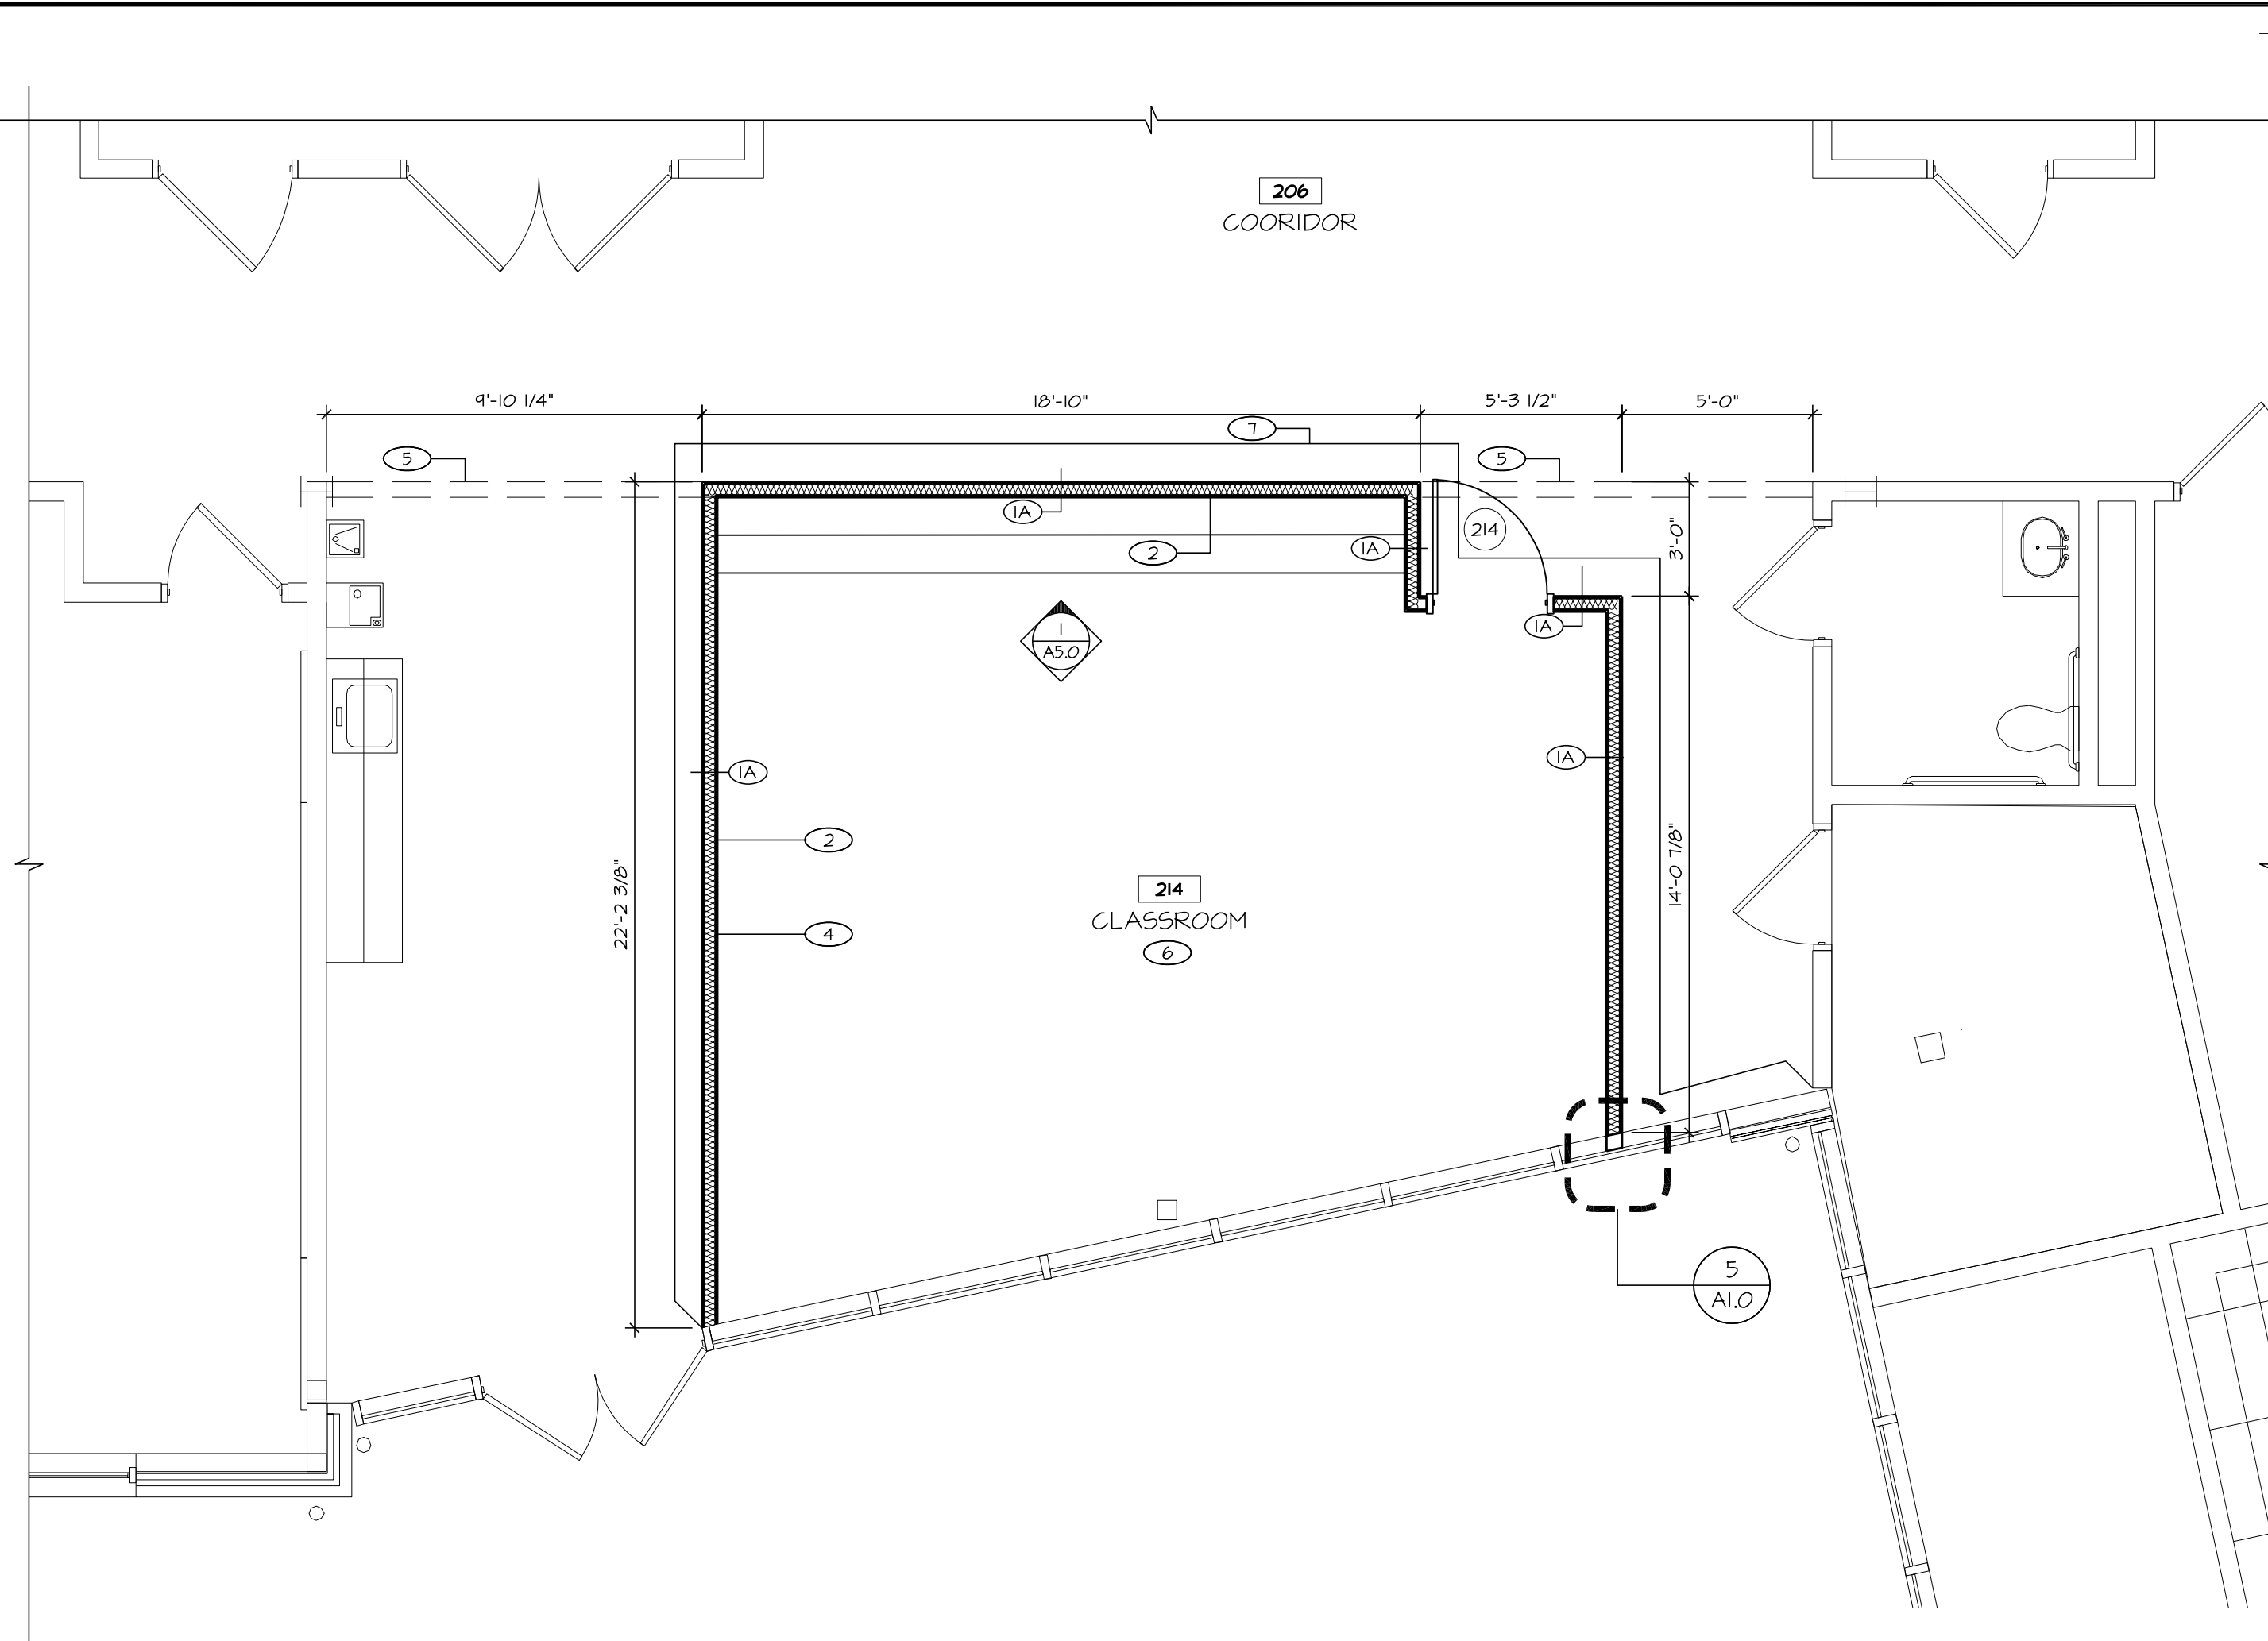 206
COORIDOR
9'-10 1/4"
18'-10"
5'-3 1/2"
5'-0"
7
5
5
1A
214
2
1A
3'-0"
1A
1
A5.0
1A
1A
2
22'-2 3/8"
14'-0 7/8"
214
CLASSROOM
4
6
5
A1.0